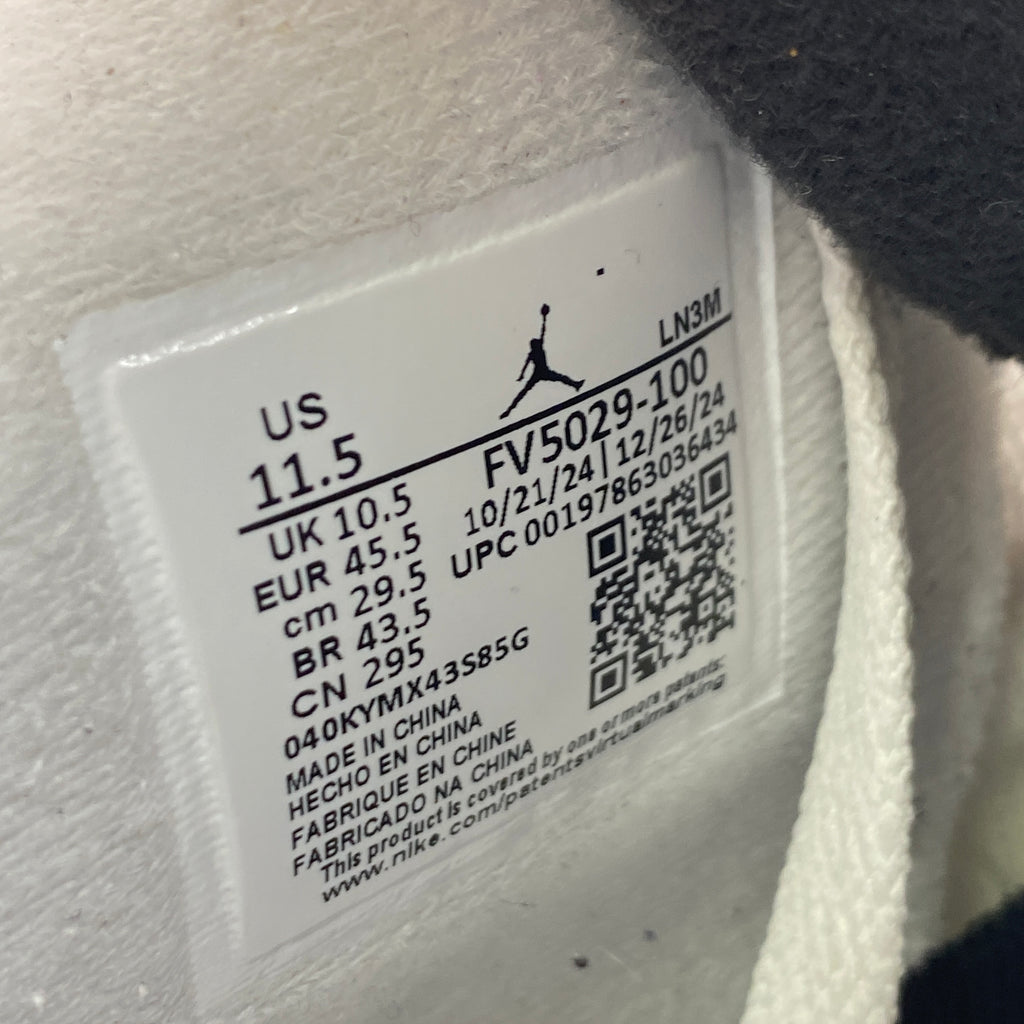 LN3M
US
11.5
FV5029-100
10/21/24 | 12/26/24
UPC 00197863036434
UK 10.5
EUR 45.5
cm 29.5
BR 43.5
CN 295
040KYMX43S85G
MADE IN CHINA
HECHO EN CHINA
FABRIQUE EN CHINE
FABRICADO NA CHINA
This product is covered by one or more patents:
www.nike.com/patentsvirtualmarking